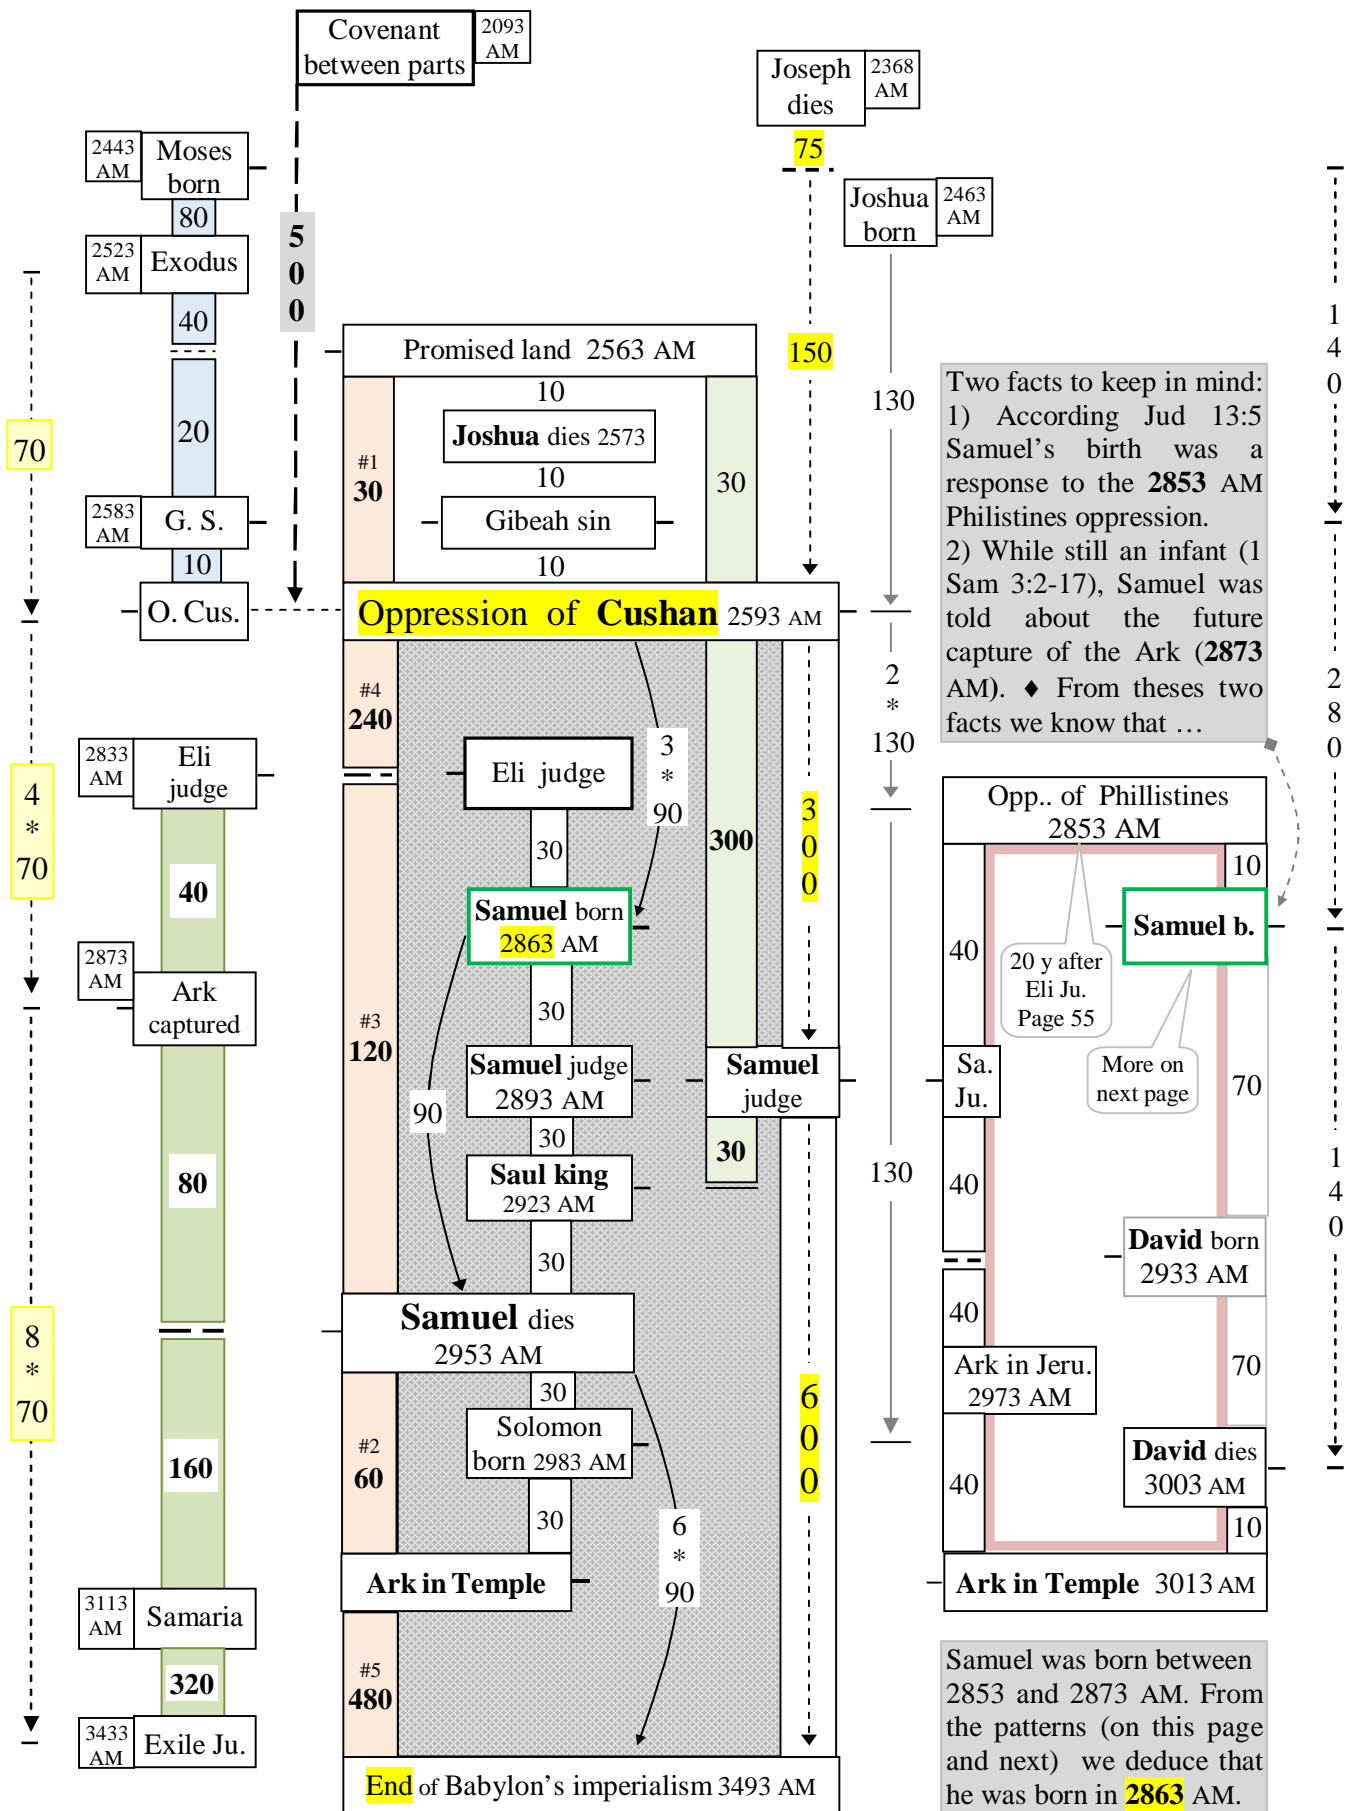 Covenant
between parts
2093
AM
Joseph
dies
2368
AM
75
2443
AM
Moses
born
80
2523
AM
Exodus
40
20
2583
AM
G. S.
10
O. Cus.
5
0
0
Joshua
born
2463
AM
70
4
*
70
8
*
70
2833
AM
Eli
judge
40
2873
AM
Ark
captured
80
160
3113
AM
Samaria
320
3433
AM
Exile Ju.
Promised land 2563 AM
10
Joshua dies 2573
10
Gibeah sin
10
#1
30
30
Oppression of Cushan 2593 AM
#4
240
Eli judge
3
*
90
30
300
Samuel born
2863 AM
30
#3
120
Samuel judge
2893 AM
Samuel
judge
90
30
30
Saul king
2923 AM
30
Samuel dies
2953 AM
30
Solomon
born 2983 AM
#2
60
30
6
*
90
Ark in Temple
#5
480
End of Babylon’s imperialism 3493 AM
150
3
0
0
6
0
0
130
2
*
130
130
Two facts to keep in mind:
1) According Jud 13:5
Samuel’s birth was a
response to the 2853 AM
Philistines oppression.
2) While still an infant (1
Sam 3:2-17), Samuel was
told about the future
capture of the Ark (2873
AM). ♦ From theses two
facts we know that …
Opp.. of Phillistines
2853 AM
10
40
Samuel b.
20 y after
Eli Ju.
Page 55
Sa.
Ju.
More on
next page
70
40
David born
2933 AM
40
Ark in Jeru.
2973 AM
70
David dies
3003 AM
40
10
Ark in Temple 3013 AM
Samuel was born between
2853 and 2873 AM. From
the patterns (on this page
and next) we deduce that
he was born in 2863 AM.
1
4
0
2
8
0
1
4
0